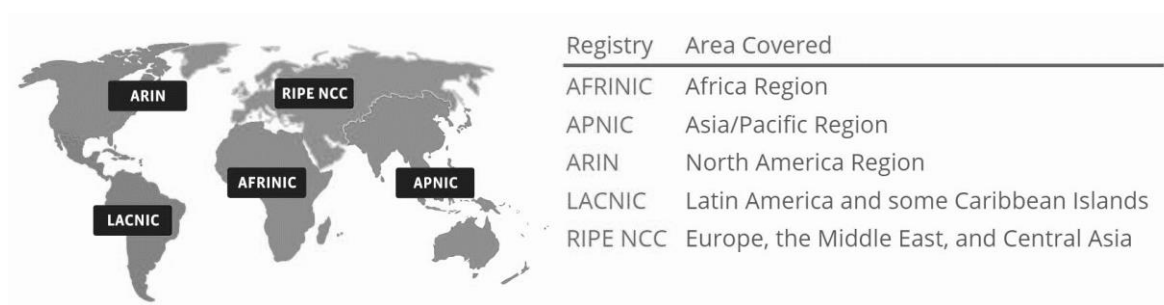 ARIN
RIPE NCC
AFRINIC
APNIC
LACNIC
Registry Area Covered
AFRINIC Africa Region
APNIC Asia/Pacific Region
ARIN North America Region
LACNIC Latin America and some Caribbean Islands
RIPE NCC Europe, the Middle East, and Central Asia